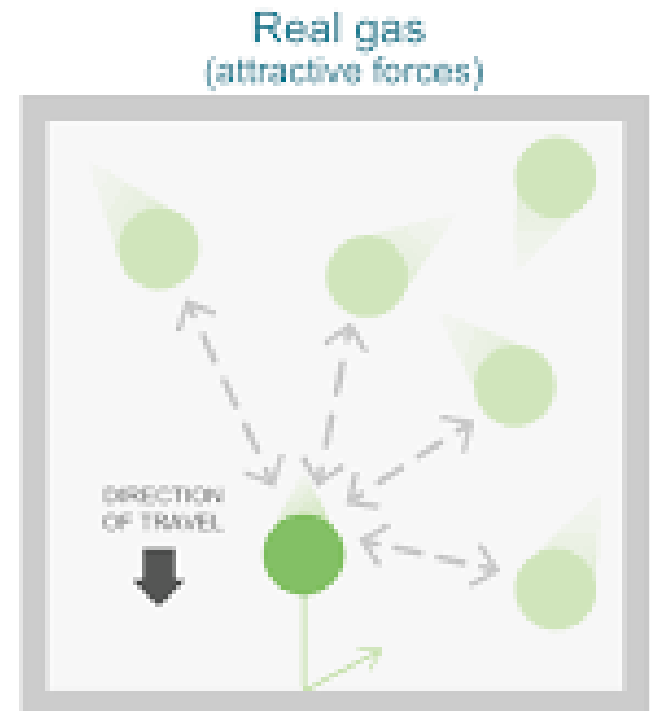 Real gas
(attractive forces)
DIRECTION
OF TRAVEL